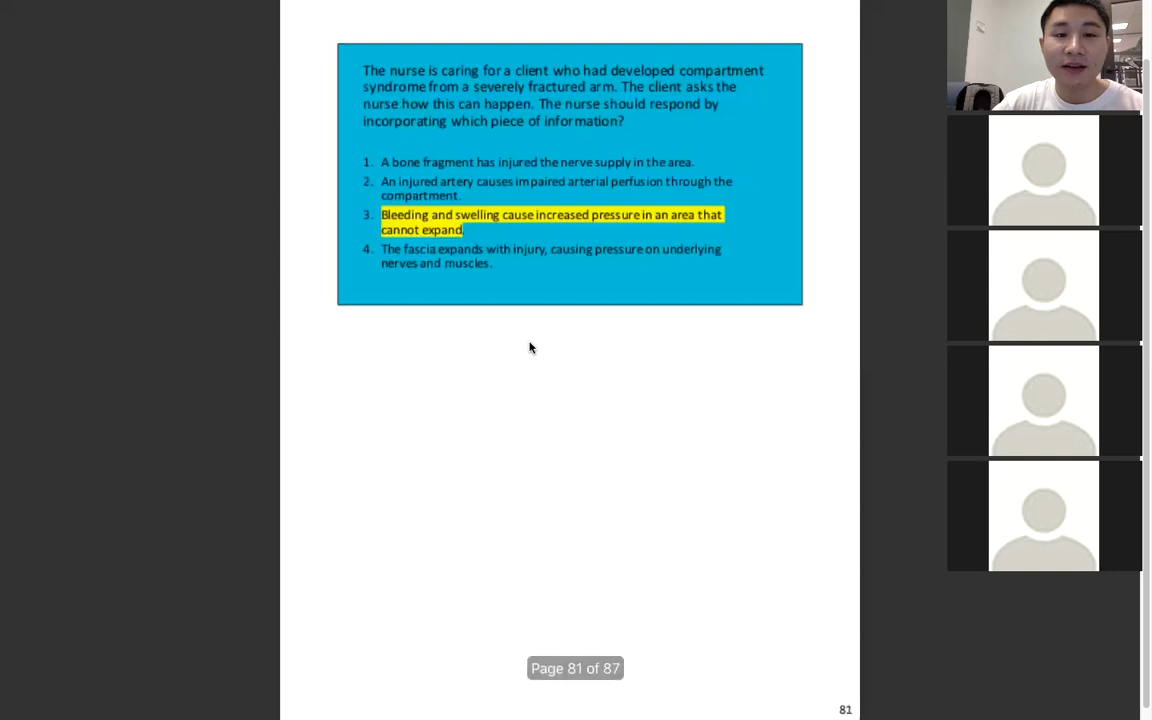 The nurse is caring for a client who had developed compartment
syndrome from a severely fractured arm. The client asks the
nurse how this can happen. The nurse should respond by
incorporating which piece of information?
1. A bone fragment has injured the nerve supply in the area.
2. An injured artery causes impaired arterial perfusion through the
compartment.
3. Bleeding and swelling cause increased pressure in an area that
cannot expand.
4. The fascia expands with injury, causing pressure on underlying
nerves and muscles.
Page 81 of 87
81